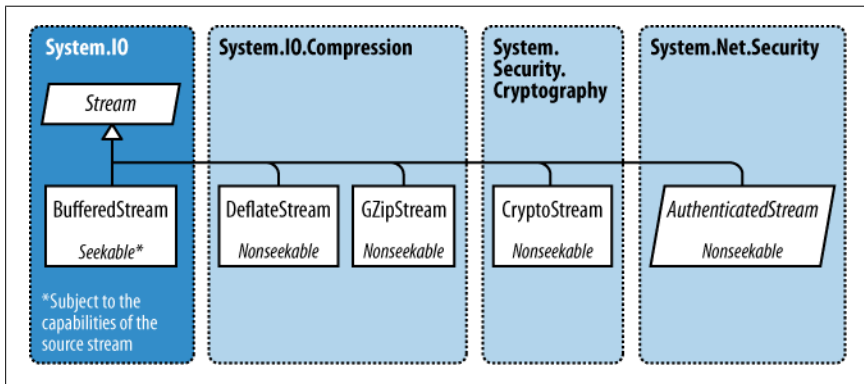 System.IO
Stream
BufferedStream
Seekable*
*Subject to the
capabilities of the
source stream
System.IO.Compression
DeflateStream
Nonseekable
GZipStream
Nonseekable
System.
Security.
Cryptography
CryptoStream
Nonseekable
System.Net.Security
AuthenticatedStream
Nonseekable